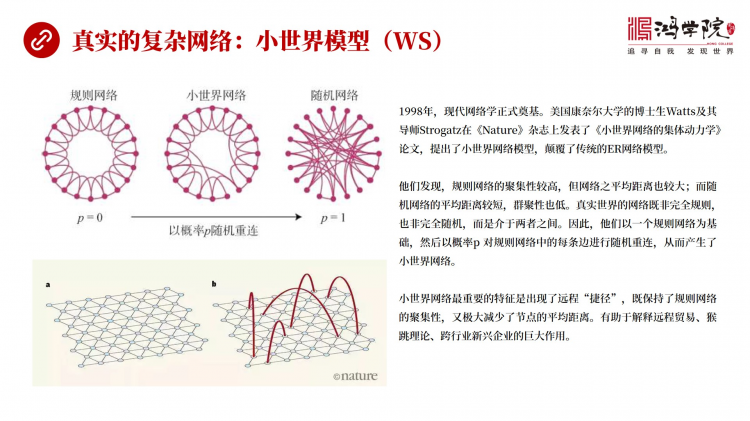 真实的复杂网络：小世界模型（WS）
鸿学院
HONG COLLEGE
追寻自我 发现世界
规则网络
小世界网络
随机网络
p = 0
p = 1
以概率p随机重连
a
b
©nature
1998年，现代网络学正式奠基。美国康奈尔大学的博士生Watts及其
导师Strogatz在《Nature》杂志上发表了《小世界网络的集体动力学》
论文，提出了小世界网络模型，颠覆了传统的ER网络模型。
他们发现，规则网络的聚集性较高，但网络之平均距离也较大；而随
机网络的平均距离较短，群聚性也低。真实世界的网络既非完全规则，
也非完全随机，而是介于两者之间。因此，他们以一个规则网络为基
础，然后以概率p 对规则网络中的每条边进行随机重连，从而产生了
小世界网络。
小世界网络最重要的特征是出现了远程“捷径”，既保持了规则网络
的聚集性，又极大减少了节点的平均距离。有助于解释远程贸易、猴
跳理论、跨行业新兴企业的巨大作用。